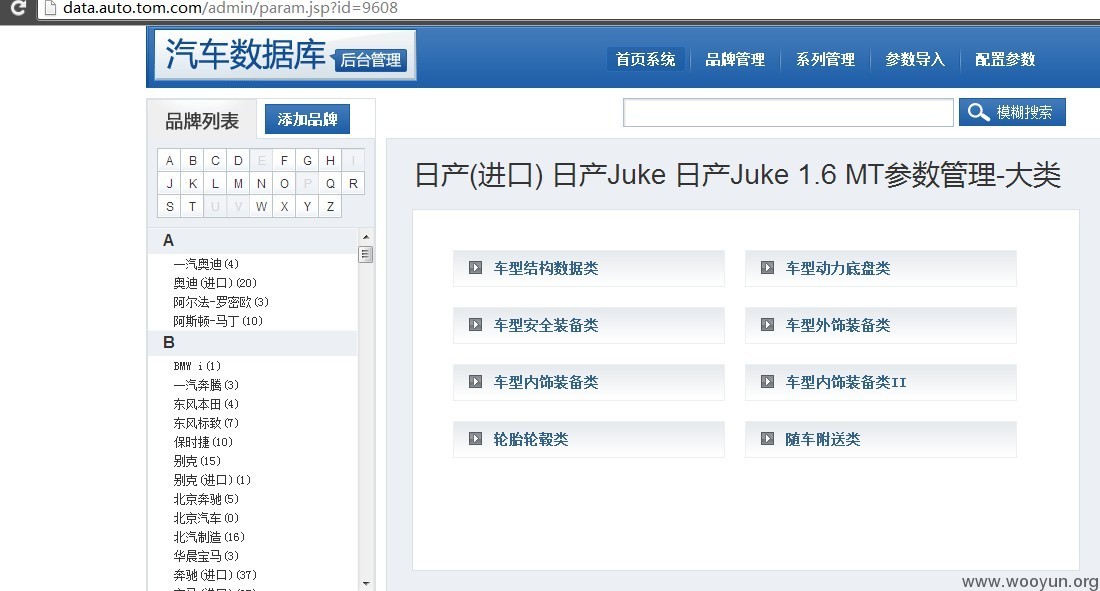 data.auto.tom.com/admin/param.jsp?id=9608
汽车数据库 后台管理
首页系统 品牌管理 系列管理 参数导入 配置参数
品牌列表 添加品牌
模糊搜索
A B C D E F G H I
J K L M N O P Q R
S T U V W X Y Z
A
一汽奥迪(4)
奥迪(进口)(20)
阿尔法-罗密欧(3)
阿斯顿-马丁(10)
B
BMW i(1)
一汽奔腾(3)
东风本田(4)
东风标致(7)
保时捷(10)
别克(15)
别克(进口)(1)
北京奔驰(5)
北京汽车(0)
北汽制造(16)
华晨宝马(3)
奔驰(进口)(37)
日产(进口) 日产Juke 日产Juke 1.6 MT参数管理-大类
车型结构数据类 车型动力底盘类
车型安全装备类 车型外饰装备类
车型内饰装备类 车型内饰装备类II
轮胎轮毂类 随车附送类
www.wooyun.org